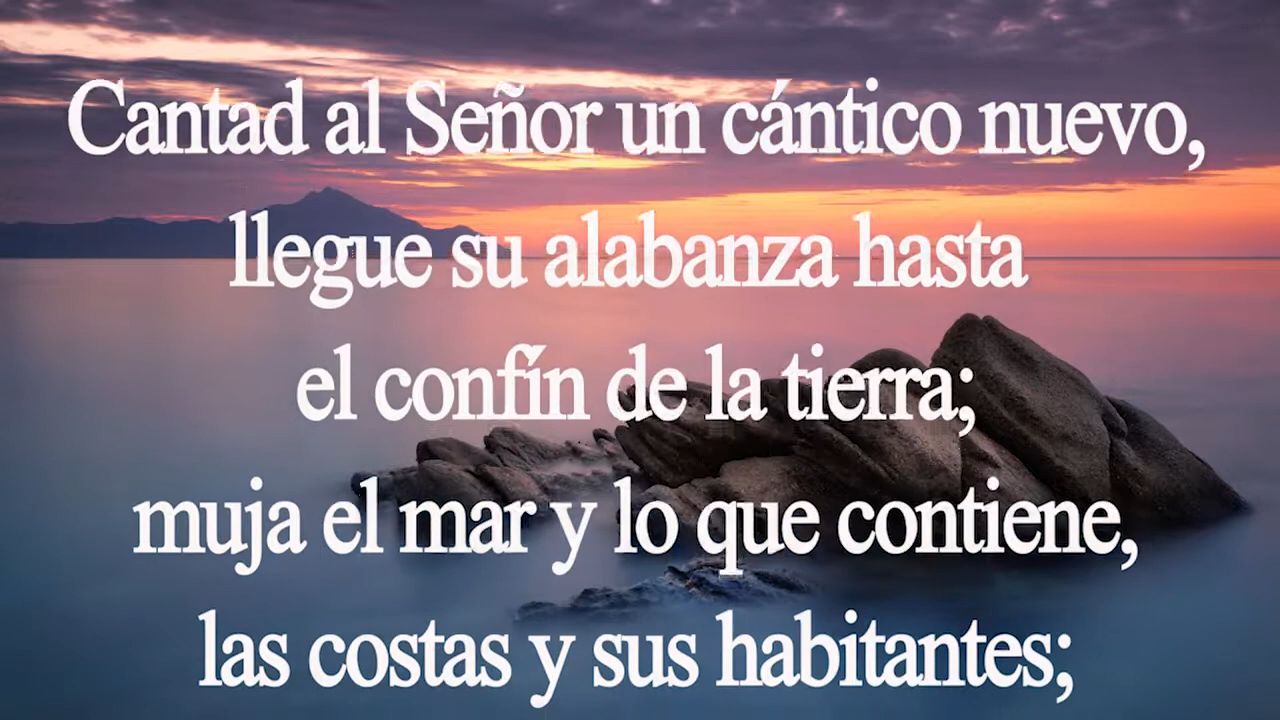 Cantad al Señor un cántico nuevo,
llegue su alabanza hasta
el confín de la tierra;
muja el mar y lo que contiene,
las costas y sus habitantes;